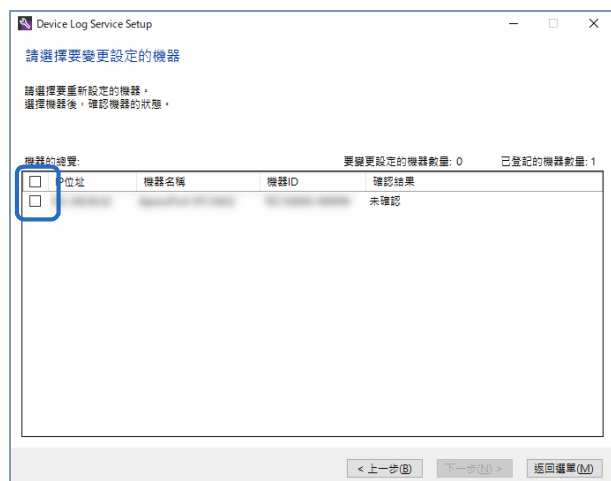 Device Log Service Setup
請選擇要變更設定的機器
請選擇要重新設定的機器。
選擇機器後，確認機器的狀態。
機器的總覽: 要變更設定的機器數量: 0 已登記的機器數量: 1
IP位址 機器名稱 機器ID 確認結果
未確認
< 上一步(B) 下一步(N) > 返回選單(M)